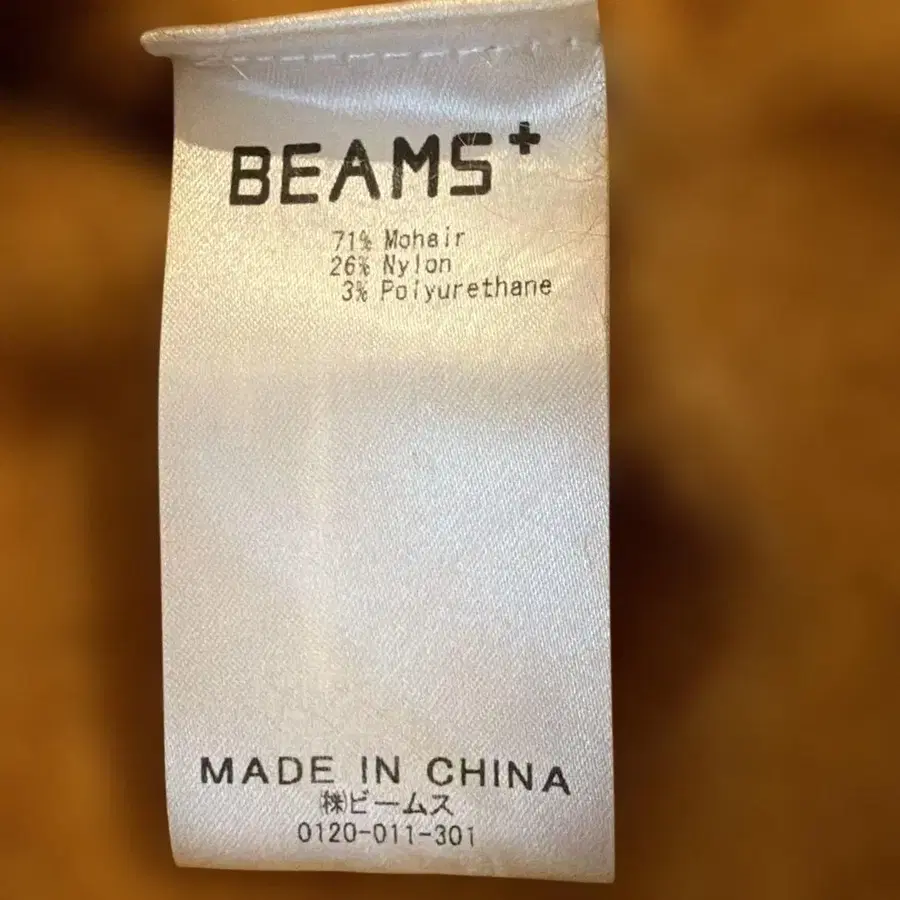 BEAMS+
71% Mohair
26% Nylon
3% Polyurethane
MADE IN CHINA
㈱ビームス
0120-011-301